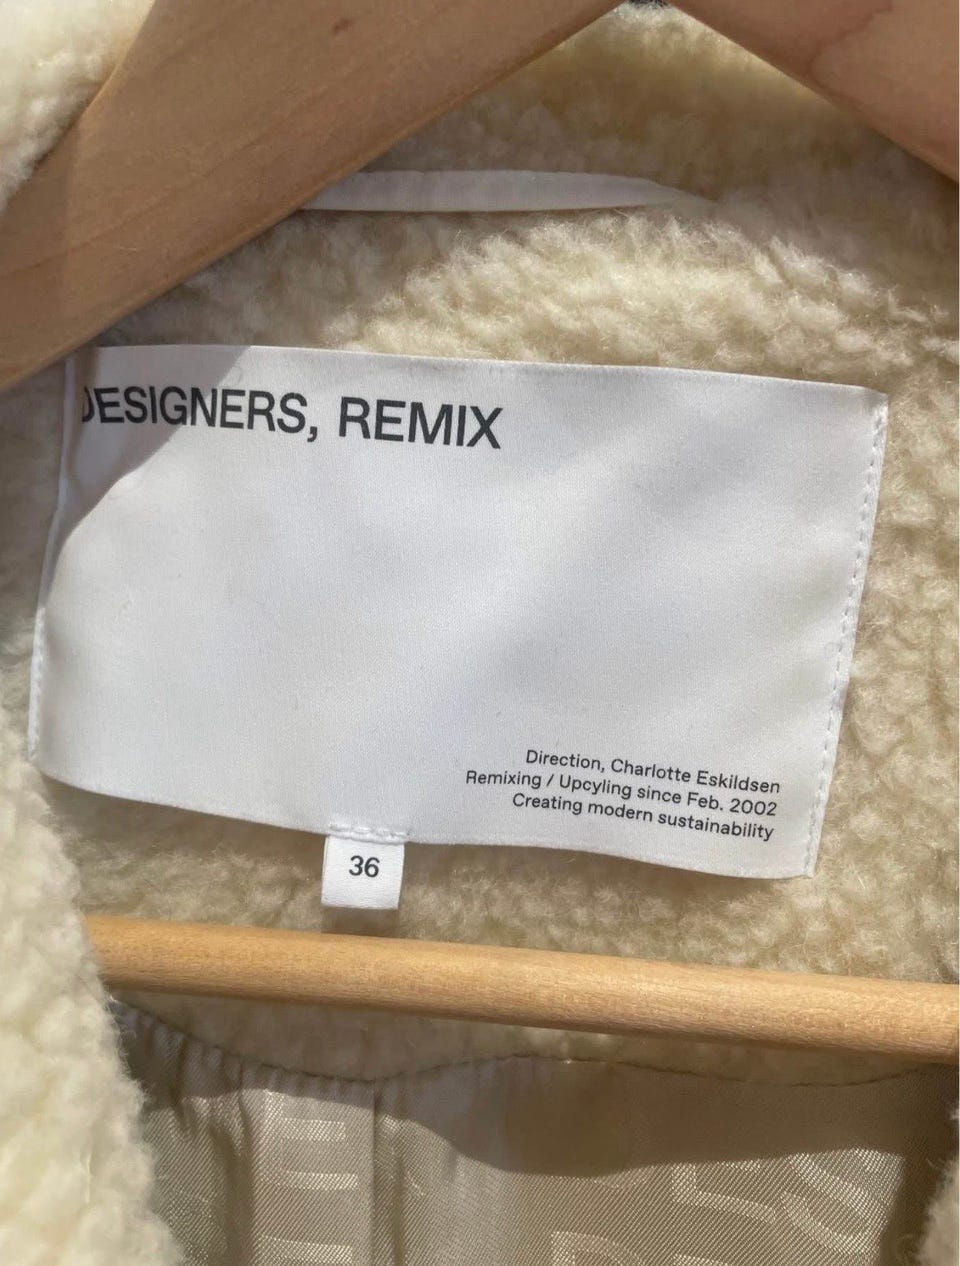 DESIGNERS, REMIX
Direction, Charlotte Eskildsen
Remixing / Upcyling since Feb. 2002
Creating modern sustainability
36